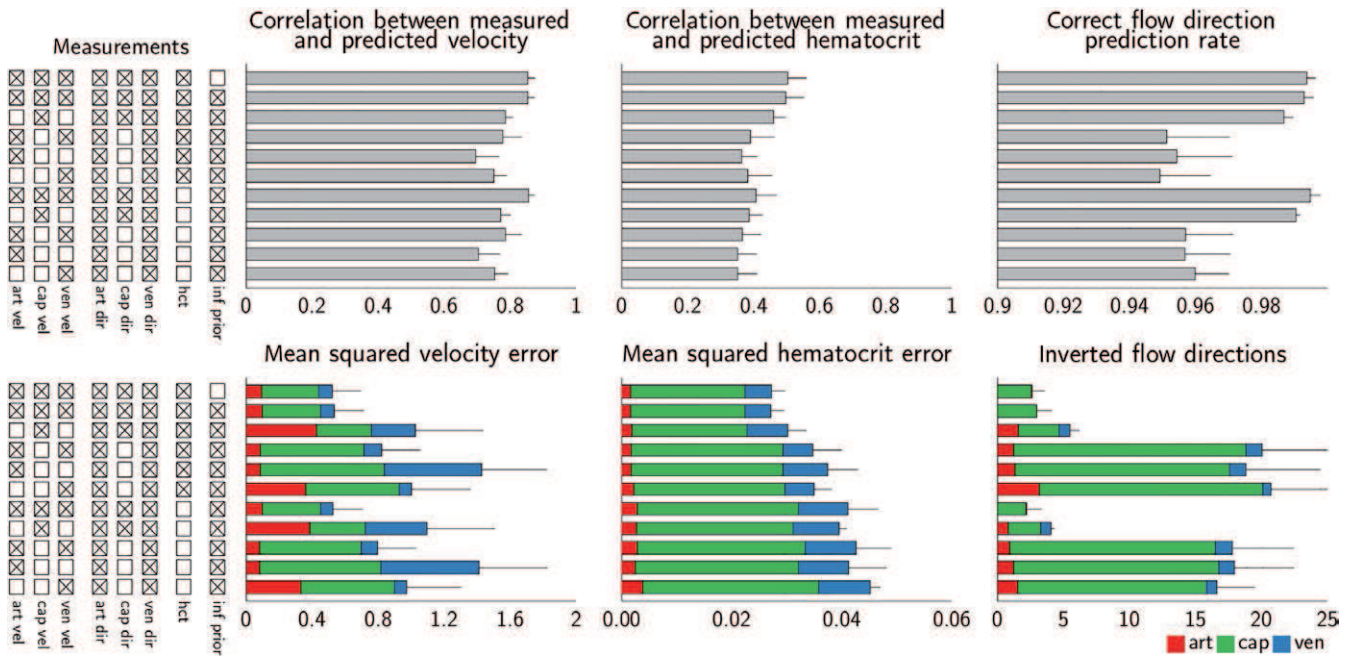 Measurements
Correlation between measured
and predicted velocity
Correlation between measured
and predicted hematocrit
Correct flow direction
prediction rate
0 0.2 0.4 0.6 0.8 1
0 0.2 0.4 0.6 0.8 1
0.9 0.92 0.94 0.96 0.98
art vel
cap vel
ven vel
art dir
cap dir
ven dir
hct
inf prior
Mean squared velocity error
Mean squared hematocrit error
Inverted flow directions
0 0.4 0.8 1.2 1.6 2
0.00 0.02 0.04 0.06
0 5 10 15 20 25
art vel
cap vel
ven vel
art dir
cap dir
ven dir
hct
inf prior
art cap ven